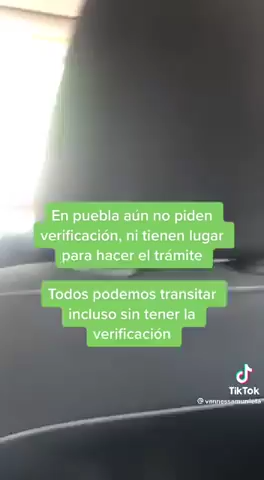 En puebla aún no piden
verificación, ni tienen lugar
para hacer el trámite
Todos podemos transitar
incluso sin tener la
verificación
TikTok